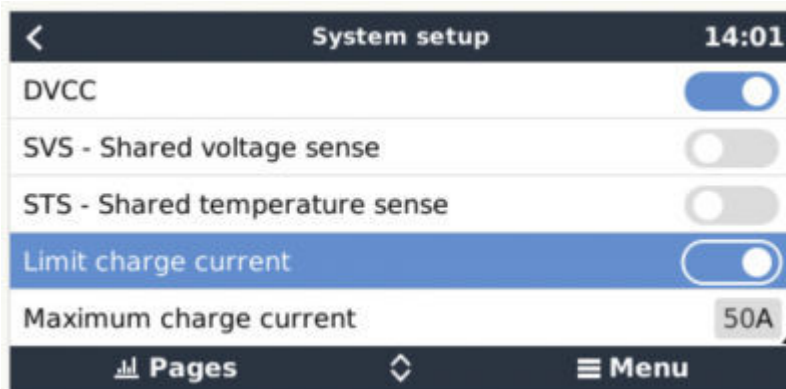 System setup 14:01
DVCC
SVS - Shared voltage sense
STS - Shared temperature sense
Limit charge current
Maximum charge current 50A
Pages Menu